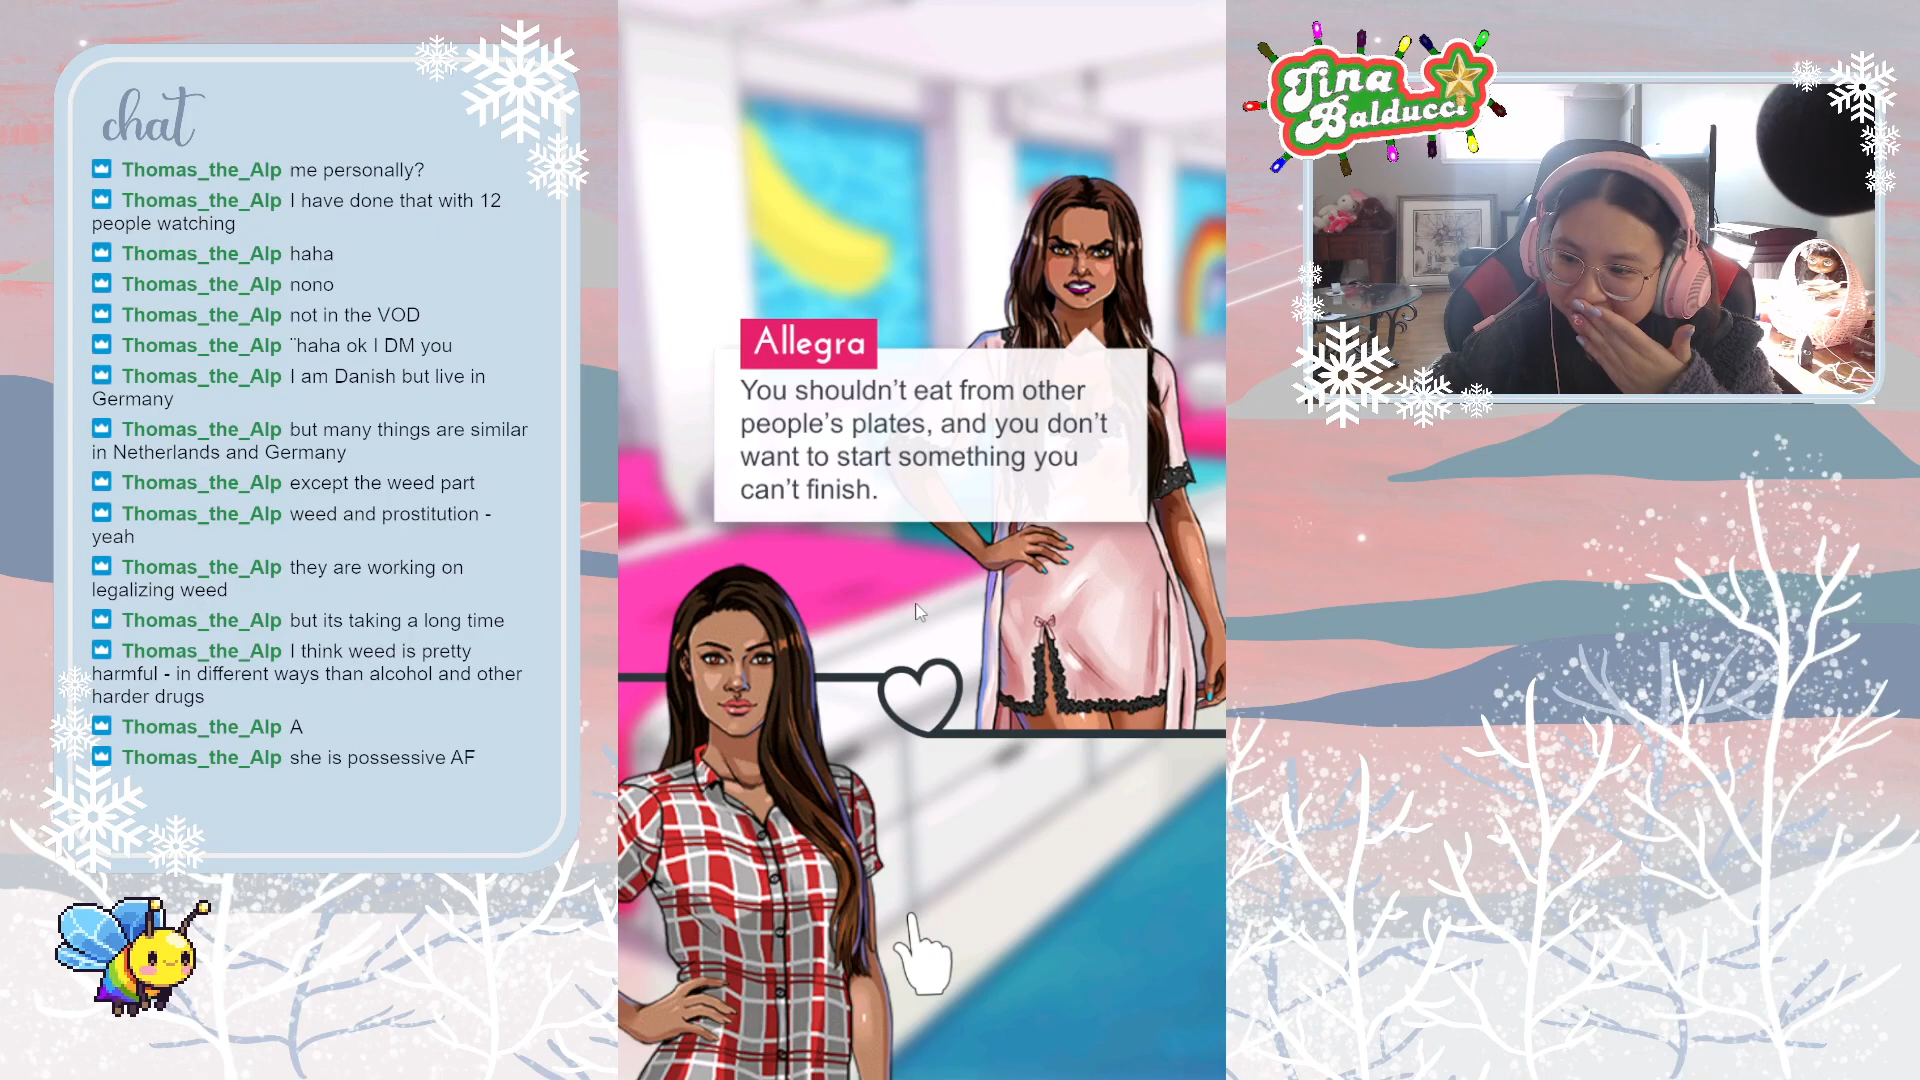 chat
Thomas_the_Alp me personally?
Thomas_the_Alp I have done that with 12
people watching
Thomas_the_Alp haha
Thomas_the_Alp nono
Thomas_the_Alp not in the VOD
Thomas_the_Alp ¨haha ok I DM you
Thomas_the_Alp I am Danish but live in
Germany
Thomas_the_Alp but many things are similar
in Netherlands and Germany
Thomas_the_Alp except the weed part
Thomas_the_Alp weed and prostitution -
yeah
Thomas_the_Alp they are working on
legalizing weed
Thomas_the_Alp but its taking a long time
Thomas_the_Alp I think weed is pretty
harmful - in different ways than alcohol and other
harder drugs
Thomas_the_Alp A
Thomas_the_Alp she is possessive AF
Allegra
You shouldn't eat from other
people's plates, and you don't
want to start something you
can't finish.
Tina
Balducci